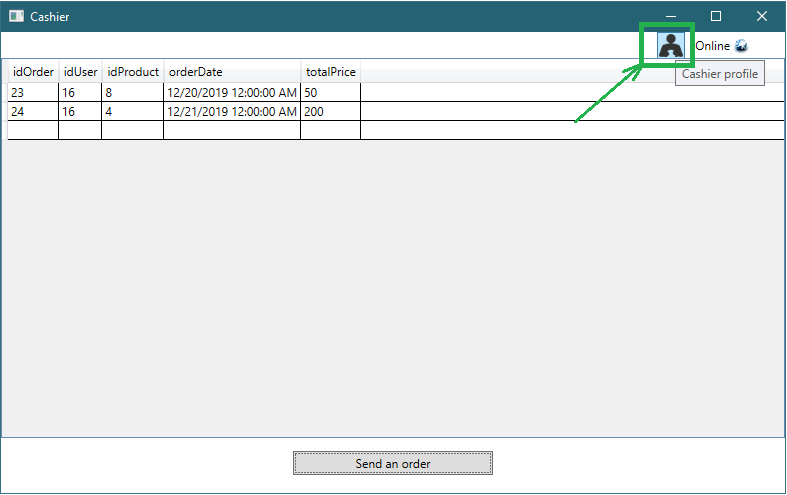 Cashier
Online
Cashier profile
idOrder idUser idProduct orderDate totalPrice
23 16 8 12/20/2019 12:00:00 AM 50
24 16 4 12/21/2019 12:00:00 AM 200
Send an order